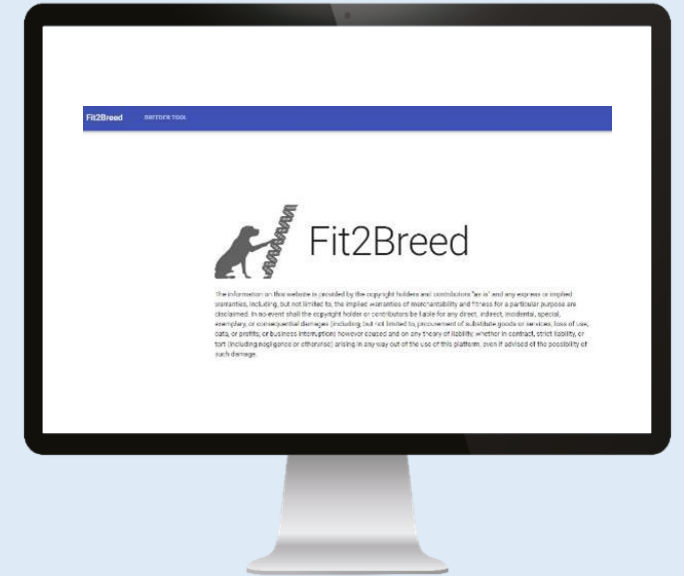 Fit2Breed BREEDER TOOL
Fit2Breed
The information on this website is provided by the copyright holders and contributors "as is" and any express or implied
warranties, including, but not limited to, the implied warranties of merchantability and fitness for a particular purpose are
disclaimed. In no event shall the copyright holder or contributors be liable for any direct, indirect, incidental, special,
exemplary, or consequential damages (including, but not limited to, procurement of substitute goods or services; loss of use,
data, or profits; or business interruption) however caused and on any theory of liability, whether in contract, strict liability, or
tort (including negligence or otherwise) arising in any way out of the use of this platform, even if advised of the possibility of
such damage.